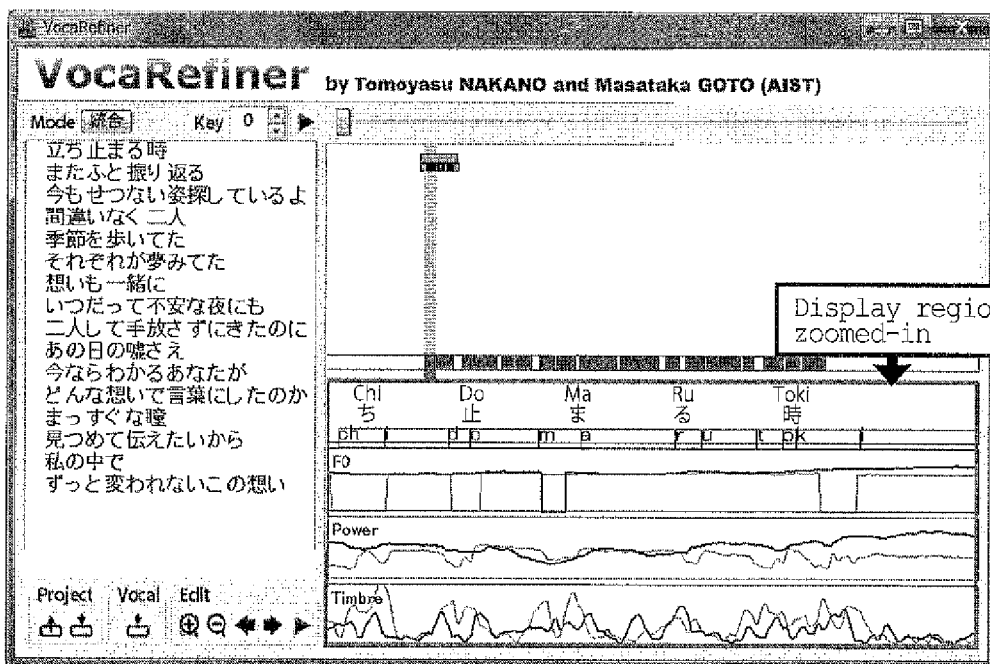 VocaRefiner
VocaRefiner by Tomoyasu NAKANO and Masataka GOTO (AIST)
Mode 統合 Key 0
立ち止まる時
またふと振り返る
今もせつない姿探しているよ
間違いなく二人
季節を歩いてた
それぞれが夢みてた
想いも一緒に
いつだって不安な夜にも
二人して手放さずにきたのに
あの日の嘘さえ
今ならわかるあなたが
どんな想いで言葉にしたのか
まっすぐな瞳
見つめて伝えたいから
私の中で
ずっと変われないこの想い
Display regio
zoomed-in
Chi Do Ma Ru Toki
ち 止 ま る 時
ch i d o m a r u t o k i
F0
Power
Timbre
Project Vocal Edit